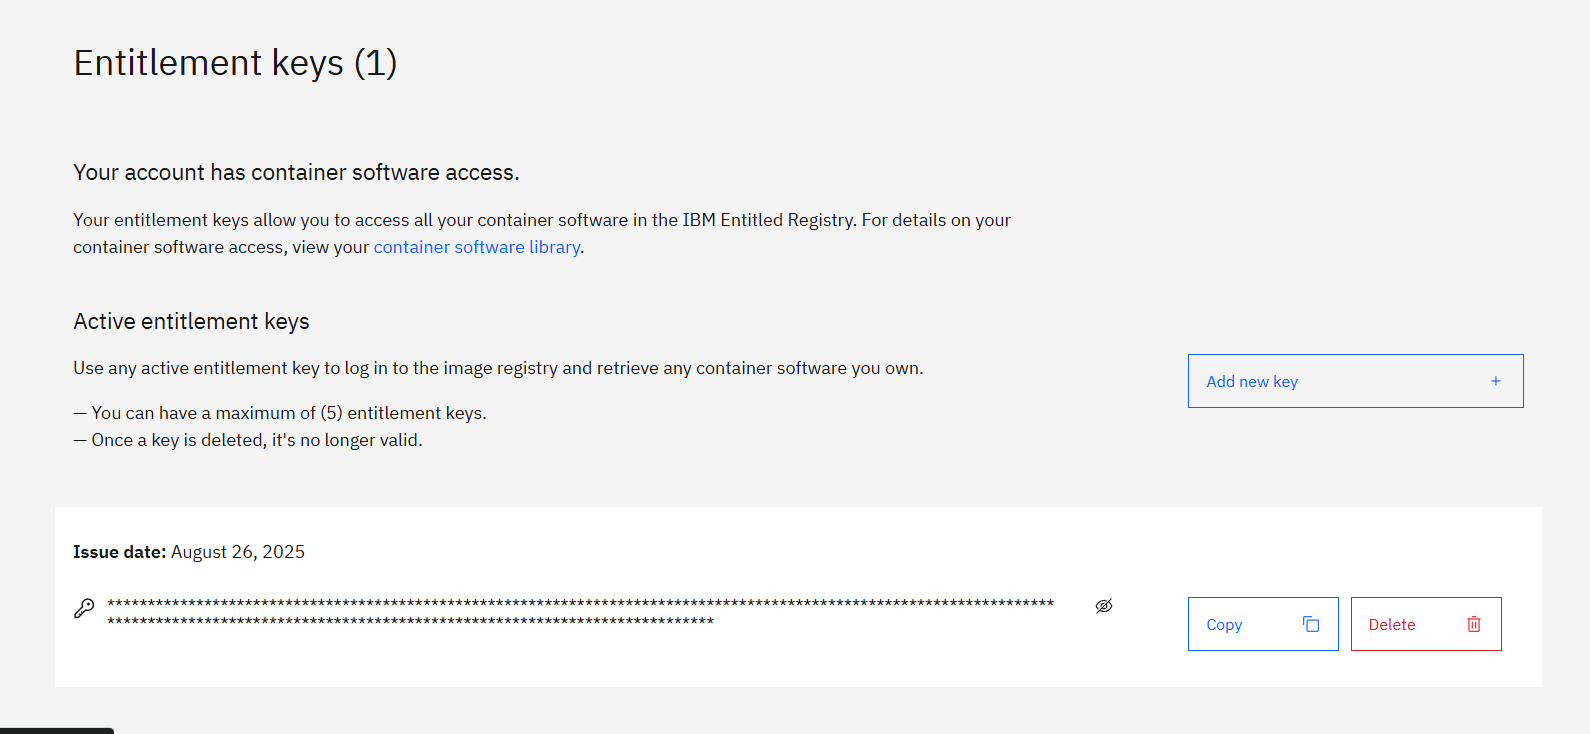 Entitlement keys (1)
Your account has container software access.
Your entitlement keys allow you to access all your container software in the IBM Entitled Registry. For details on your
container software access, view your container software library.
Active entitlement keys
Use any active entitlement key to log in to the image registry and retrieve any container software you own.
— You can have a maximum of (5) entitlement keys.
— Once a key is deleted, it's no longer valid.
Add new key +
Issue date: August 26, 2025
*********************************************************************************************************************
***************************************************************************
Copy
Delete